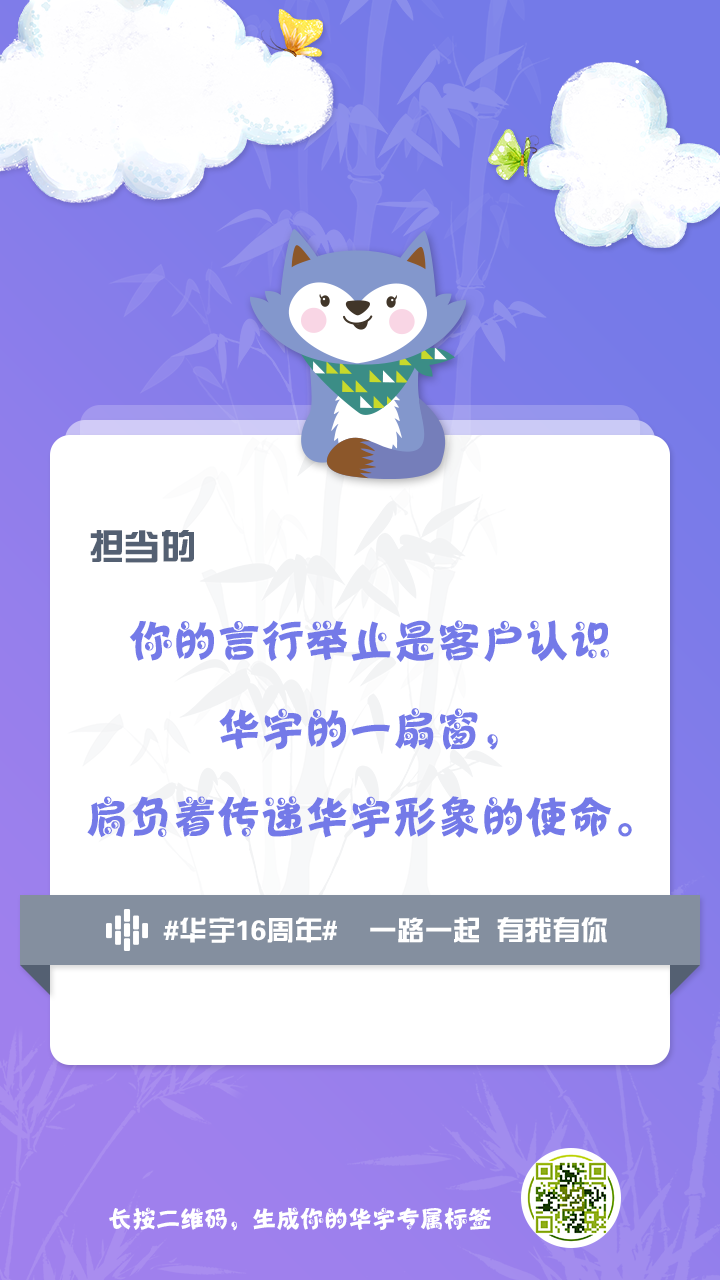 担当的
你的言行举止是客户认识
华宇的一扇窗，
肩负着传递华宇形象的使命。
#华宇16周年# 一路一起 有我有你
长按二维码，生成你的华宇专属标签